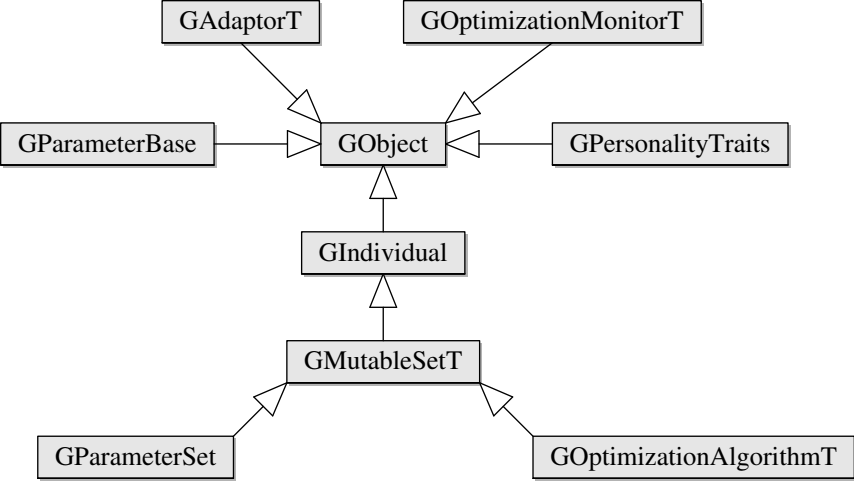 GAdaptorT
GOptimizationMonitorT
GParameterBase
GObject
GPersonalityTraits
GIndividual
GMutableSetT
GParameterSet
GOptimizationAlgorithmT